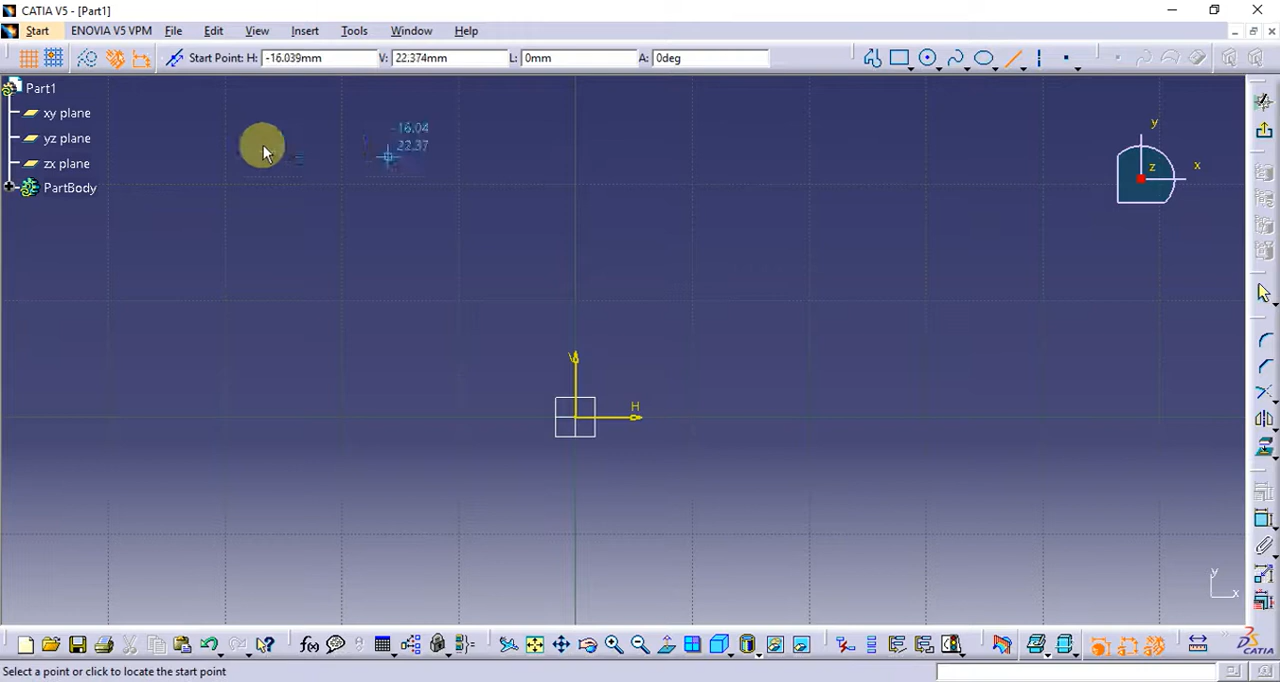 CATIA V5 - [Part1]
Start ENOVIA V5 VPM File Edit View Insert Tools Window Help
Start Point: H: -16.039mm V: 22.374mm L: 0mm A: 0deg
Part1
xy plane
yz plane
zx plane
PartBody
-16.04
22.37
y
x
z
V
H
y
x
f(x)
CATIA
Select a point or click to locate the start point